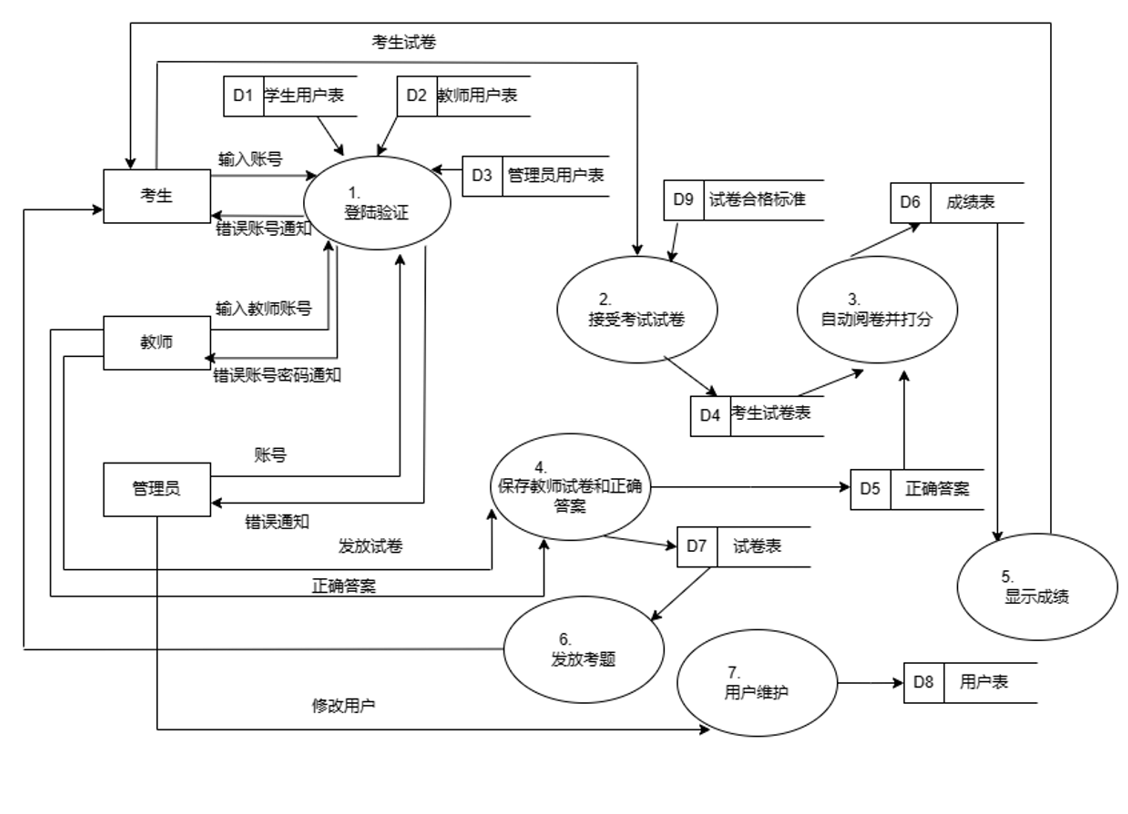 考生试卷
D1 学生用户表
D2 教师用户表
输入账号
D3 管理员用户表
考生
1.
登陆验证
D9 试卷合格标准
D6 成绩表
错误账号通知
2.
接受考试试卷
3.
自动阅卷并打分
输入教师账号
教师
错误账号密码通知
D4 考生试卷表
账号
管理员
4.
保存教师试卷和正确
答案
D5 正确答案
错误通知
发放试卷
D7 试卷表
正确答案
5.
显示成绩
6.
发放考题
7.
用户维护
D8 用户表
修改用户